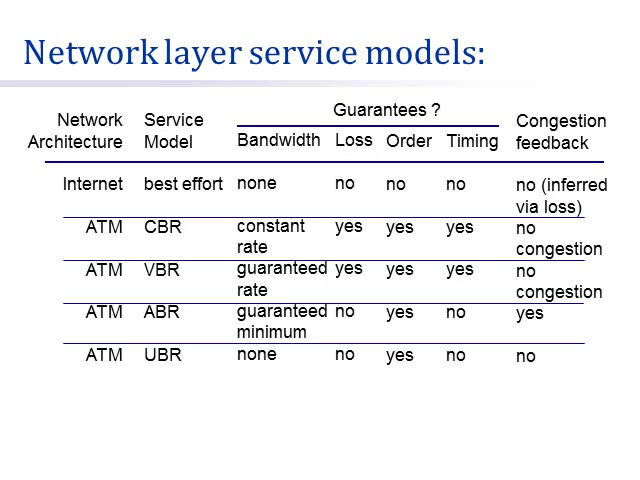 Network layer service models:
Guarantees ?
Network Architecture Service Model Bandwidth Loss Order Timing Congestion feedback
Internet best effort none no no no no (inferred via loss)
ATM CBR constant rate yes yes yes no congestion
ATM VBR guaranteed rate yes yes yes no congestion
ATM ABR guaranteed minimum no yes no yes
ATM UBR none no yes no no